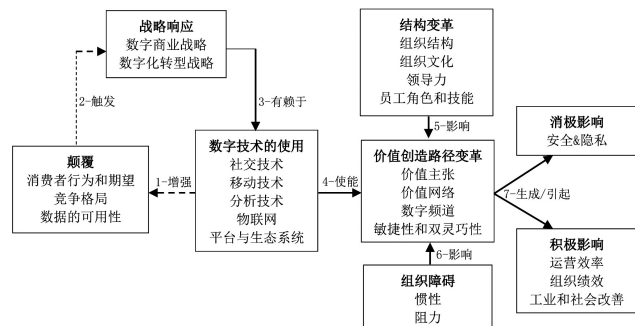 战略响应
数字商业战略
数字化转型战略
结构变革
组织结构
组织文化
领导力
员工角色和技能
2-触发
3-有赖于
5-影响
消极影响
安全&隐私
颠覆
消费者行为和期望
竞争格局
数据的可用性
1-增强
数字技术的使用
社交技术
移动技术
分析技术
物联网
平台与生态系统
4-使能
价值创造路径变革
价值主张
价值网络
数字频道
敏捷性和双灵巧性
7-生成/引起
6-影响
组织障碍
惯性
阻力
积极影响
运营效率
组织绩效
工业和社会改善